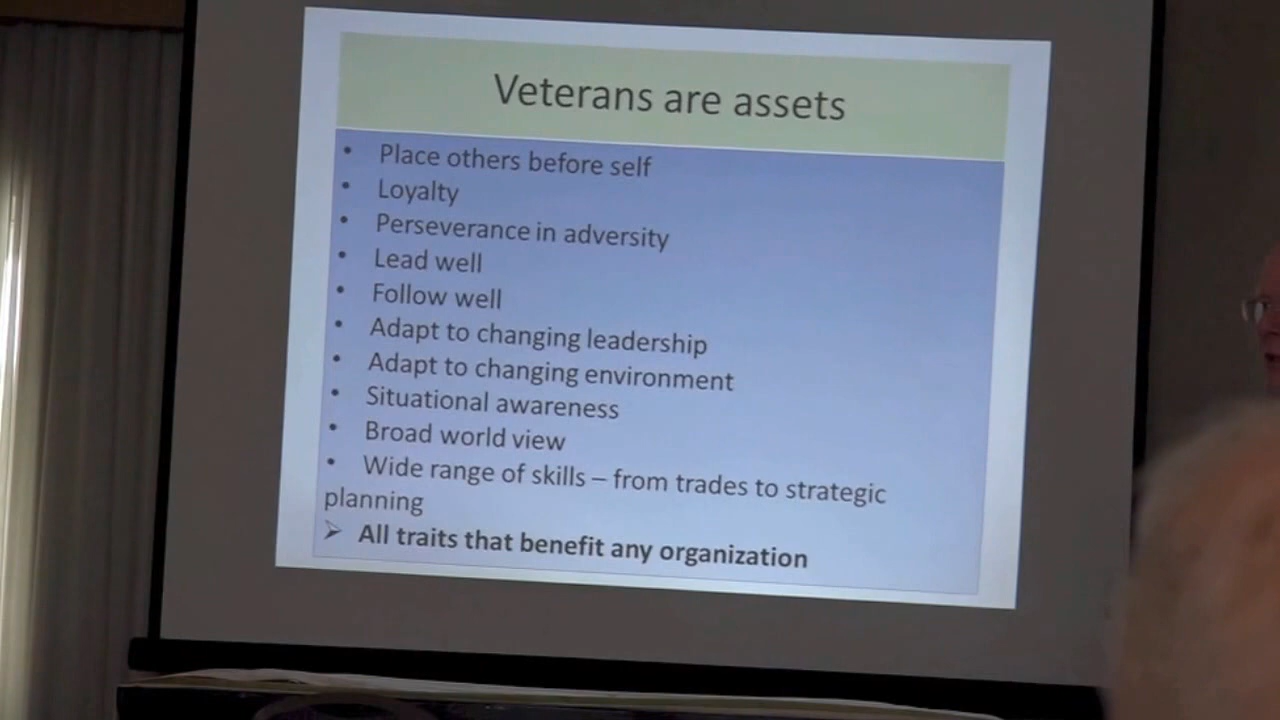 Veterans are assets
• Place others before self
• Loyalty
• Perseverance in adversity
• Lead well
• Follow well
• Adapt to changing leadership
• Adapt to changing environment
• Situational awareness
• Broad world view
• Wide range of skills – from trades to strategic
planning
➢ All traits that benefit any organization